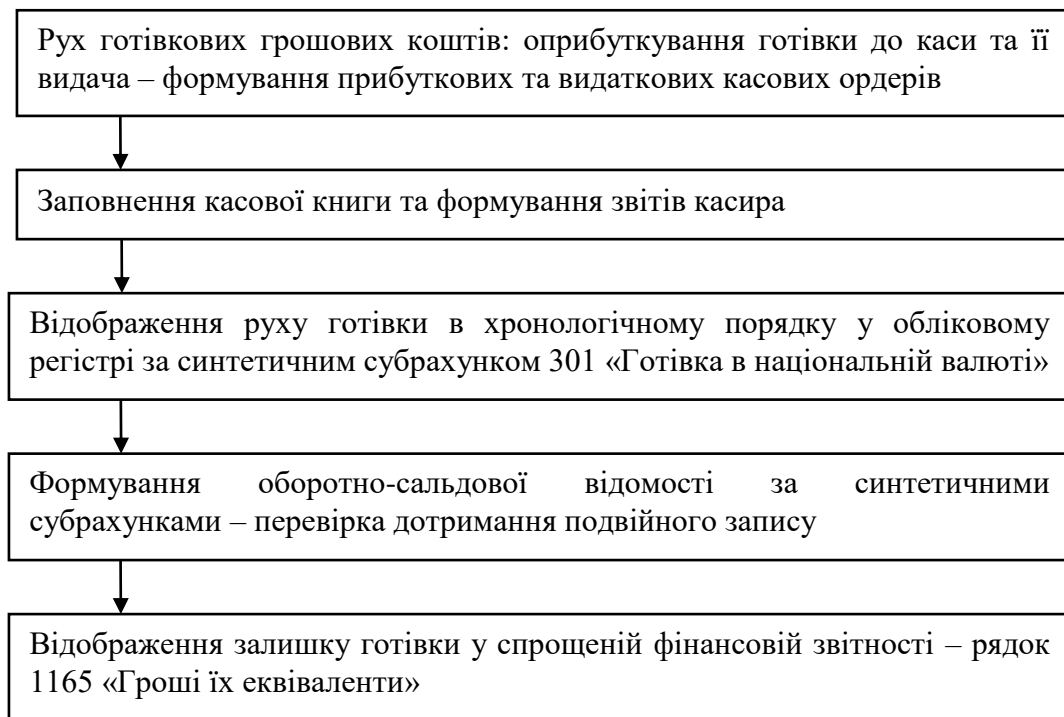 Рух готівкових грошових коштів: оприбуткування готівки до каси та її
видача – формування прибуткових та видаткових касових ордерів
Заповнення касової книги та формування звітів касира
Відображення руху готівки в хронологічному порядку у обліковому
регістрі за синтетичним субрахунком 301 «Готівка в національній валюті»
Формування оборотно-сальдової відомості за синтетичними
субрахунками – перевірка дотримання подвійного запису
Відображення залишку готівки у спрощеній фінансовій звітності – рядок
1165 «Гроші їх еквіваленти»